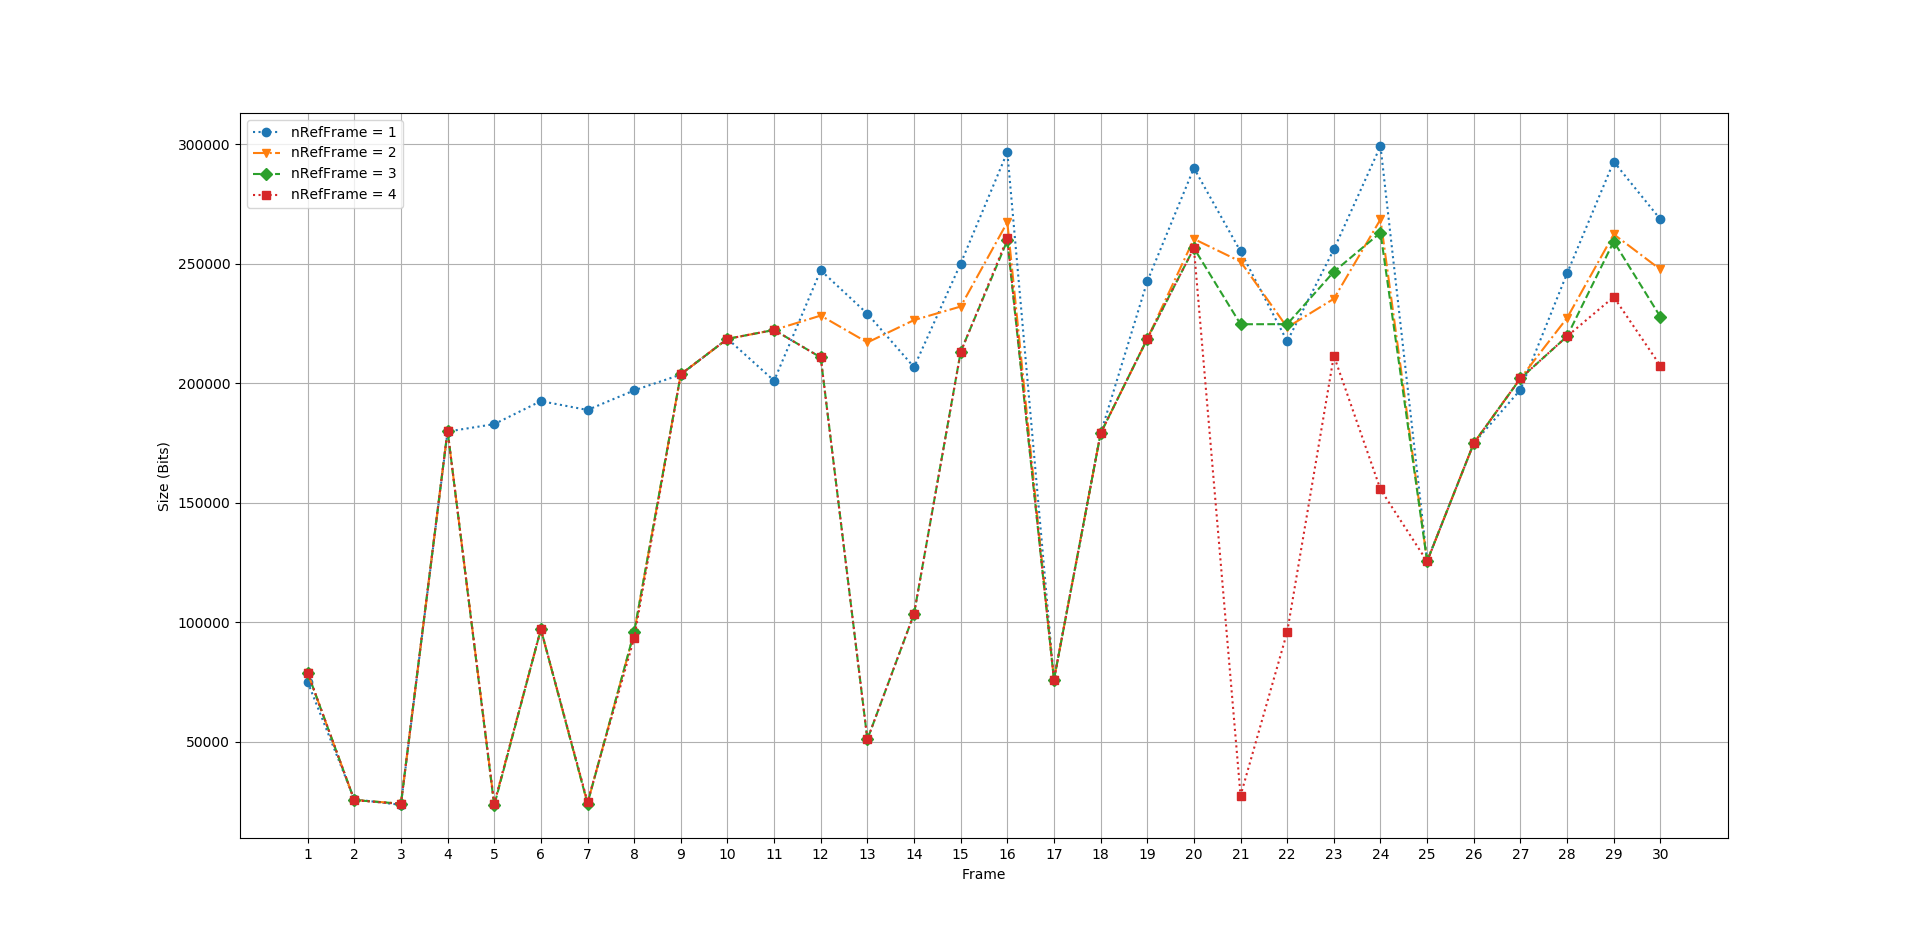 nRefFrame = 1
nRefFrame = 2
nRefFrame = 3
nRefFrame = 4
300000
250000
200000
150000
100000
50000
Size (Bits)
1 2 3 4 5 6 7 8 9 10 11 12 13 14 15 16 17 18 19 20 21 22 23 24 25 26 27 28 29 30
Frame